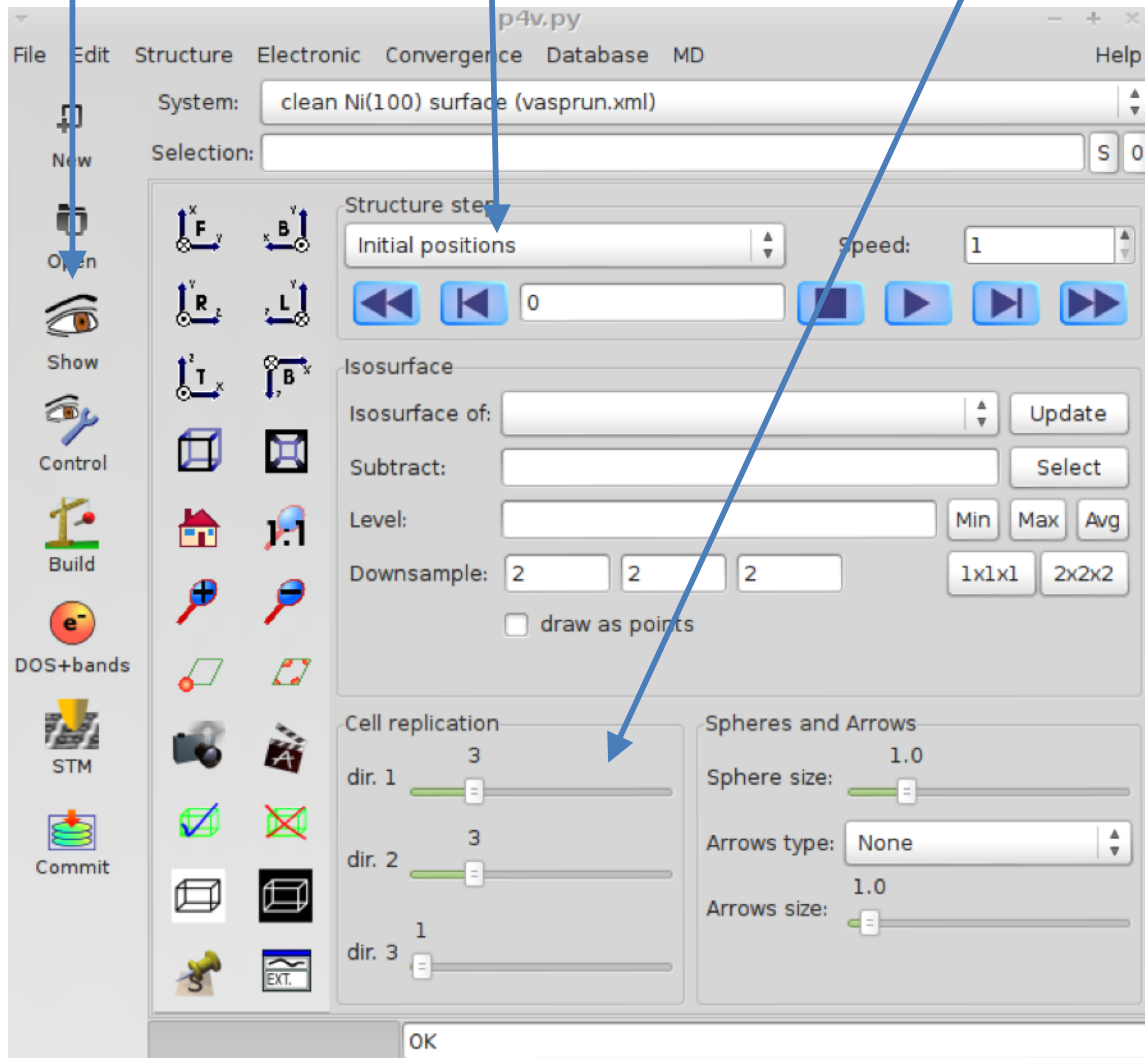 p4v.py
File Edit Structure Electronic Convergence Database MD Help
System: clean Ni(100) surface (vasprun.xml)
Selection: S 0
New
Open
Show
Control
Build
DOS+bands
STM
Commit
X F Y X B Y
Y R Z Z L Y
Z T X B X Z
1:1
A
S EXT.
Structure step
Initial positions Speed: 1
0
Isosurface
Isosurface of: Update
Subtract: Select
Level: Min Max Avg
Downsample: 2 2 2 1x1x1 2x2x2
draw as points
Cell replication
3
dir. 1
3
dir. 2
1
dir. 3
Spheres and Arrows
1.0
Sphere size:
Arrows type: None
1.0
Arrows size:
OK